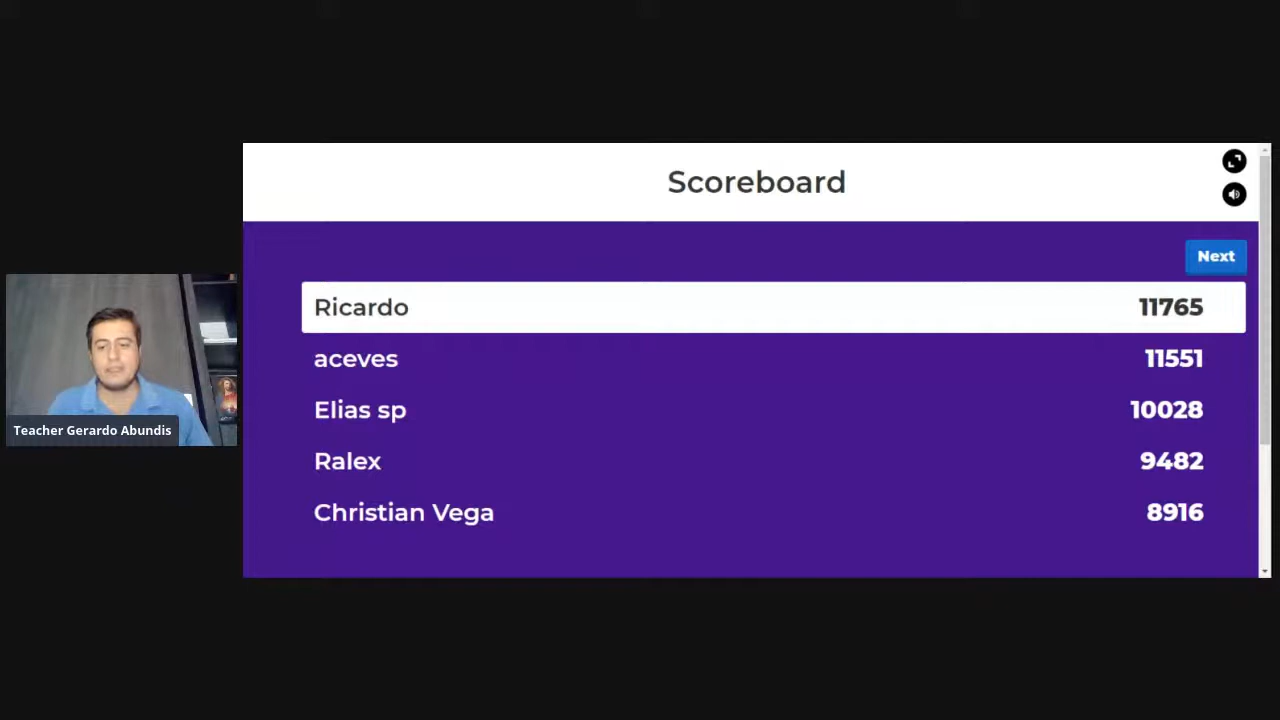 Scoreboard
Next
Ricardo 11765
aceves 11551
Elias sp 10028
Ralex 9482
Christian Vega 8916
Teacher Gerardo Abundis